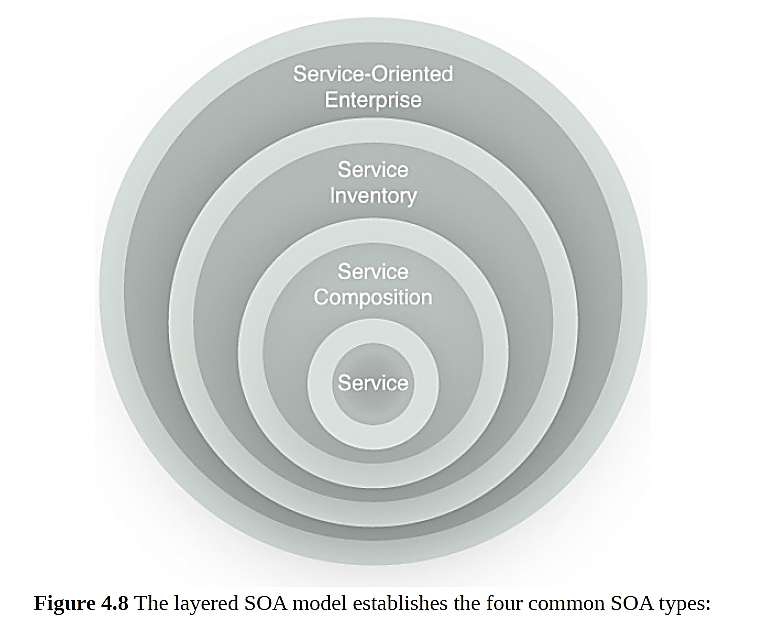 Service-Oriented
Enterprise
Service
Inventory
Service
Composition
Service
Figure 4.8 The layered SOA model establishes the four common SOA types: